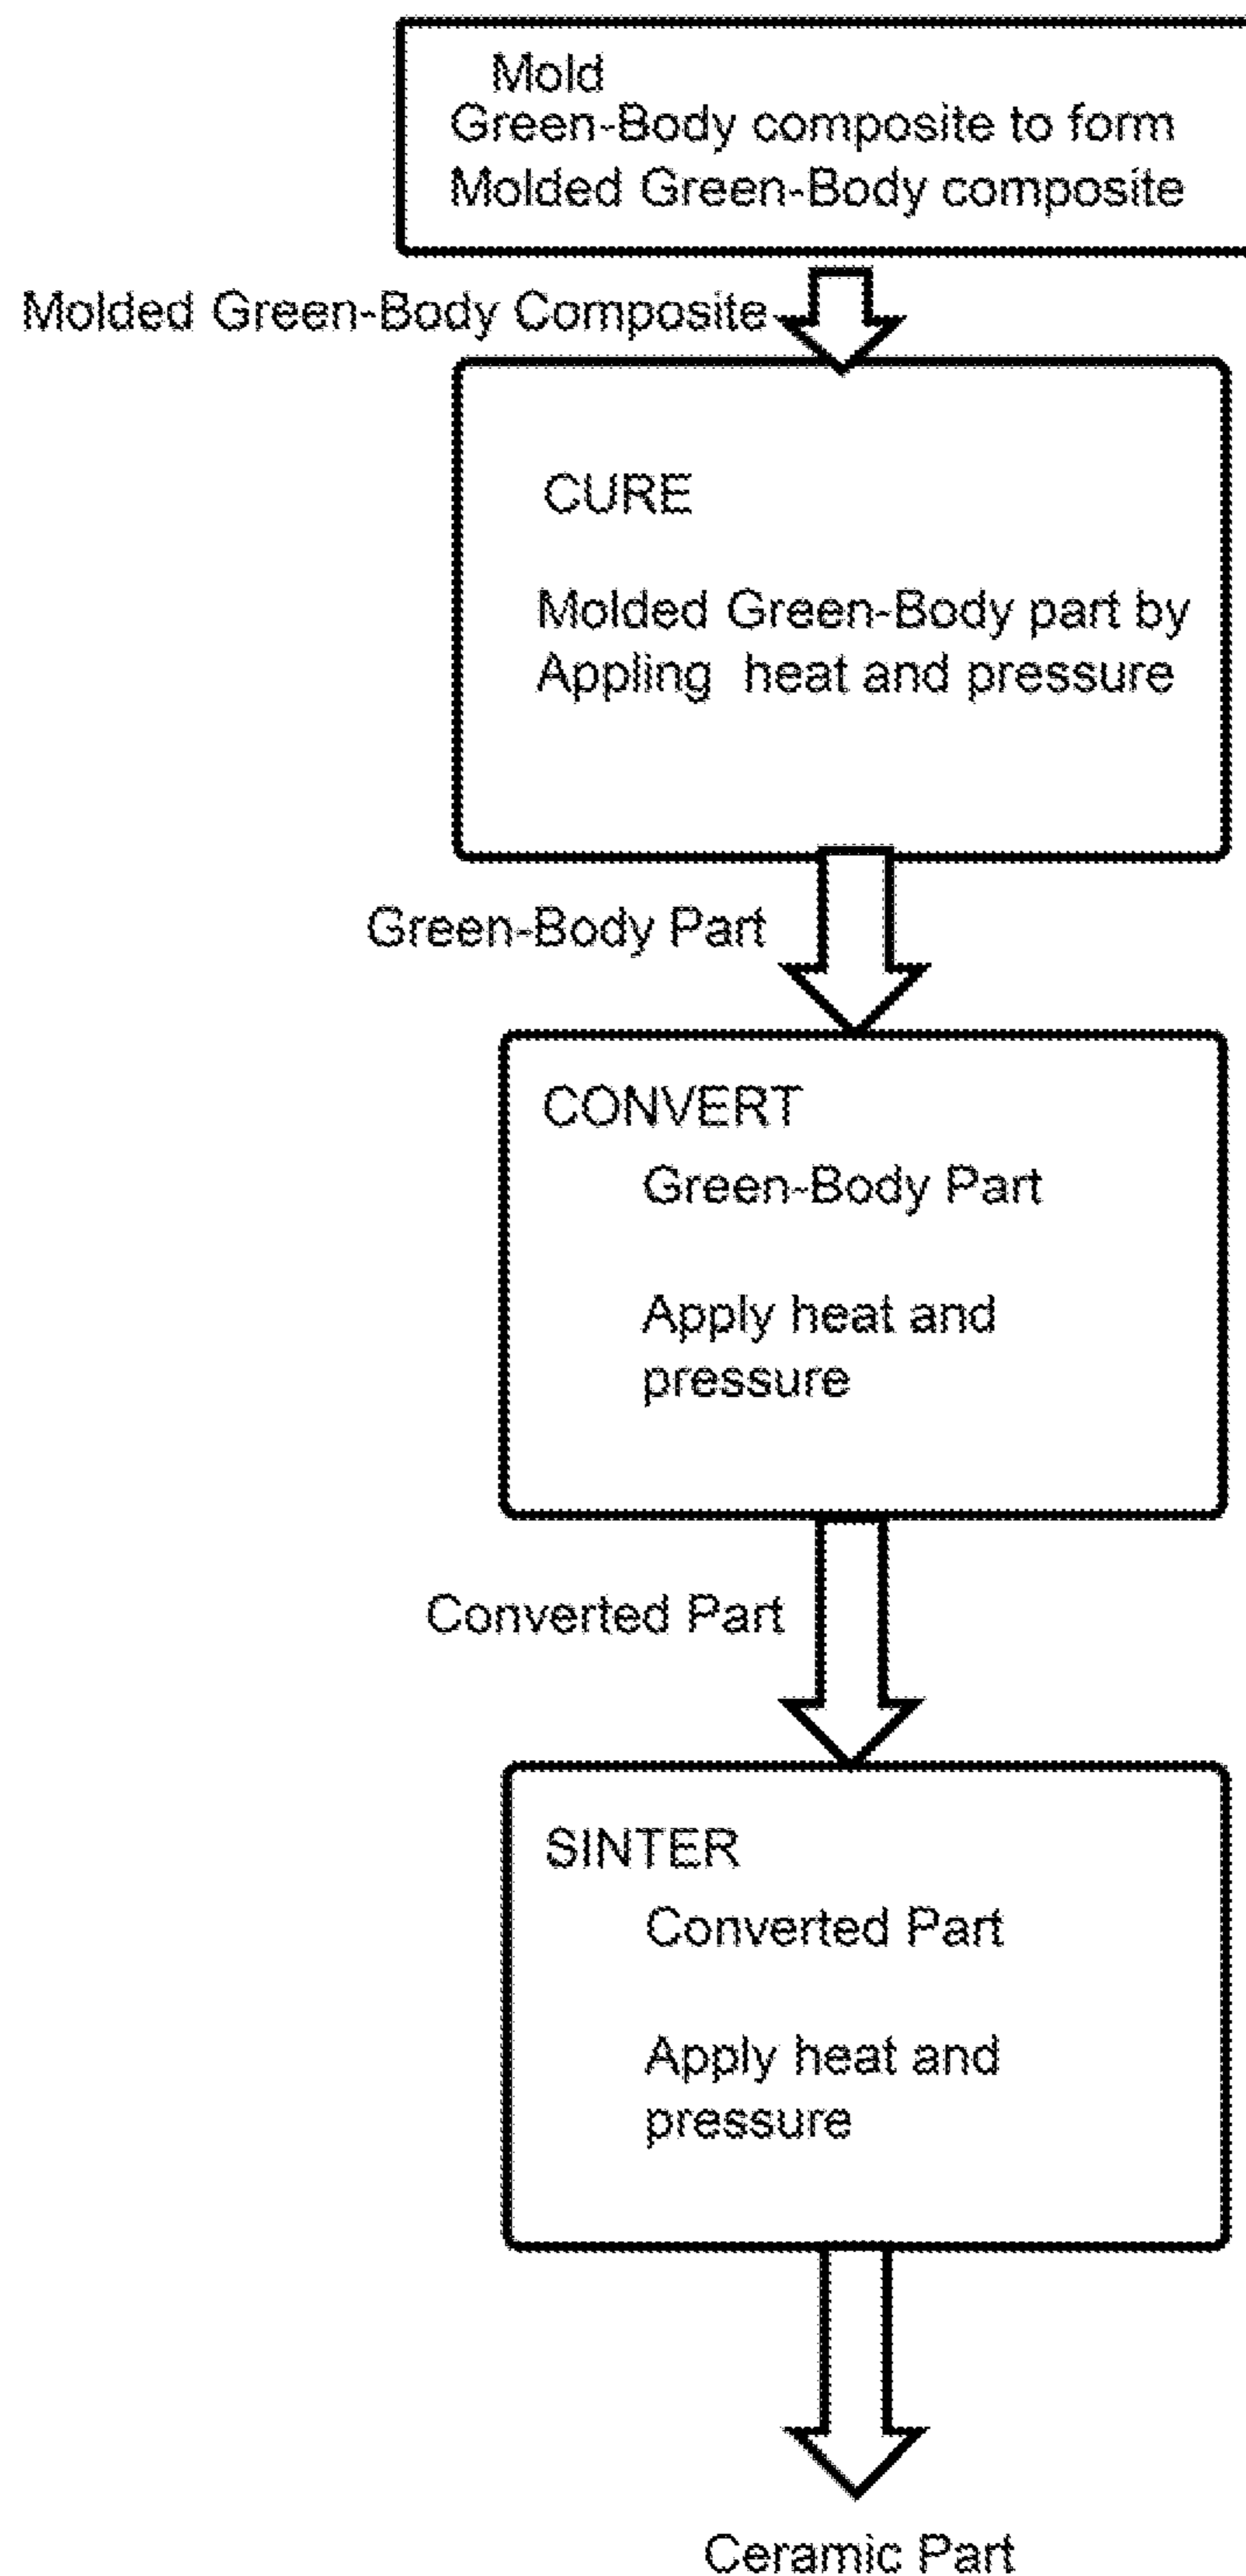 Mold
Green-Body composite to form
Molded Green-Body composite
Molded Green-Body Composite
CURE
Molded Green-Body part by
Appling heat and pressure
Green-Body Part
CONVERT
Green-Body Part
Apply heat and
pressure
Converted Part
SINTER
Converted Part
Apply heat and
pressure
Ceramic Part